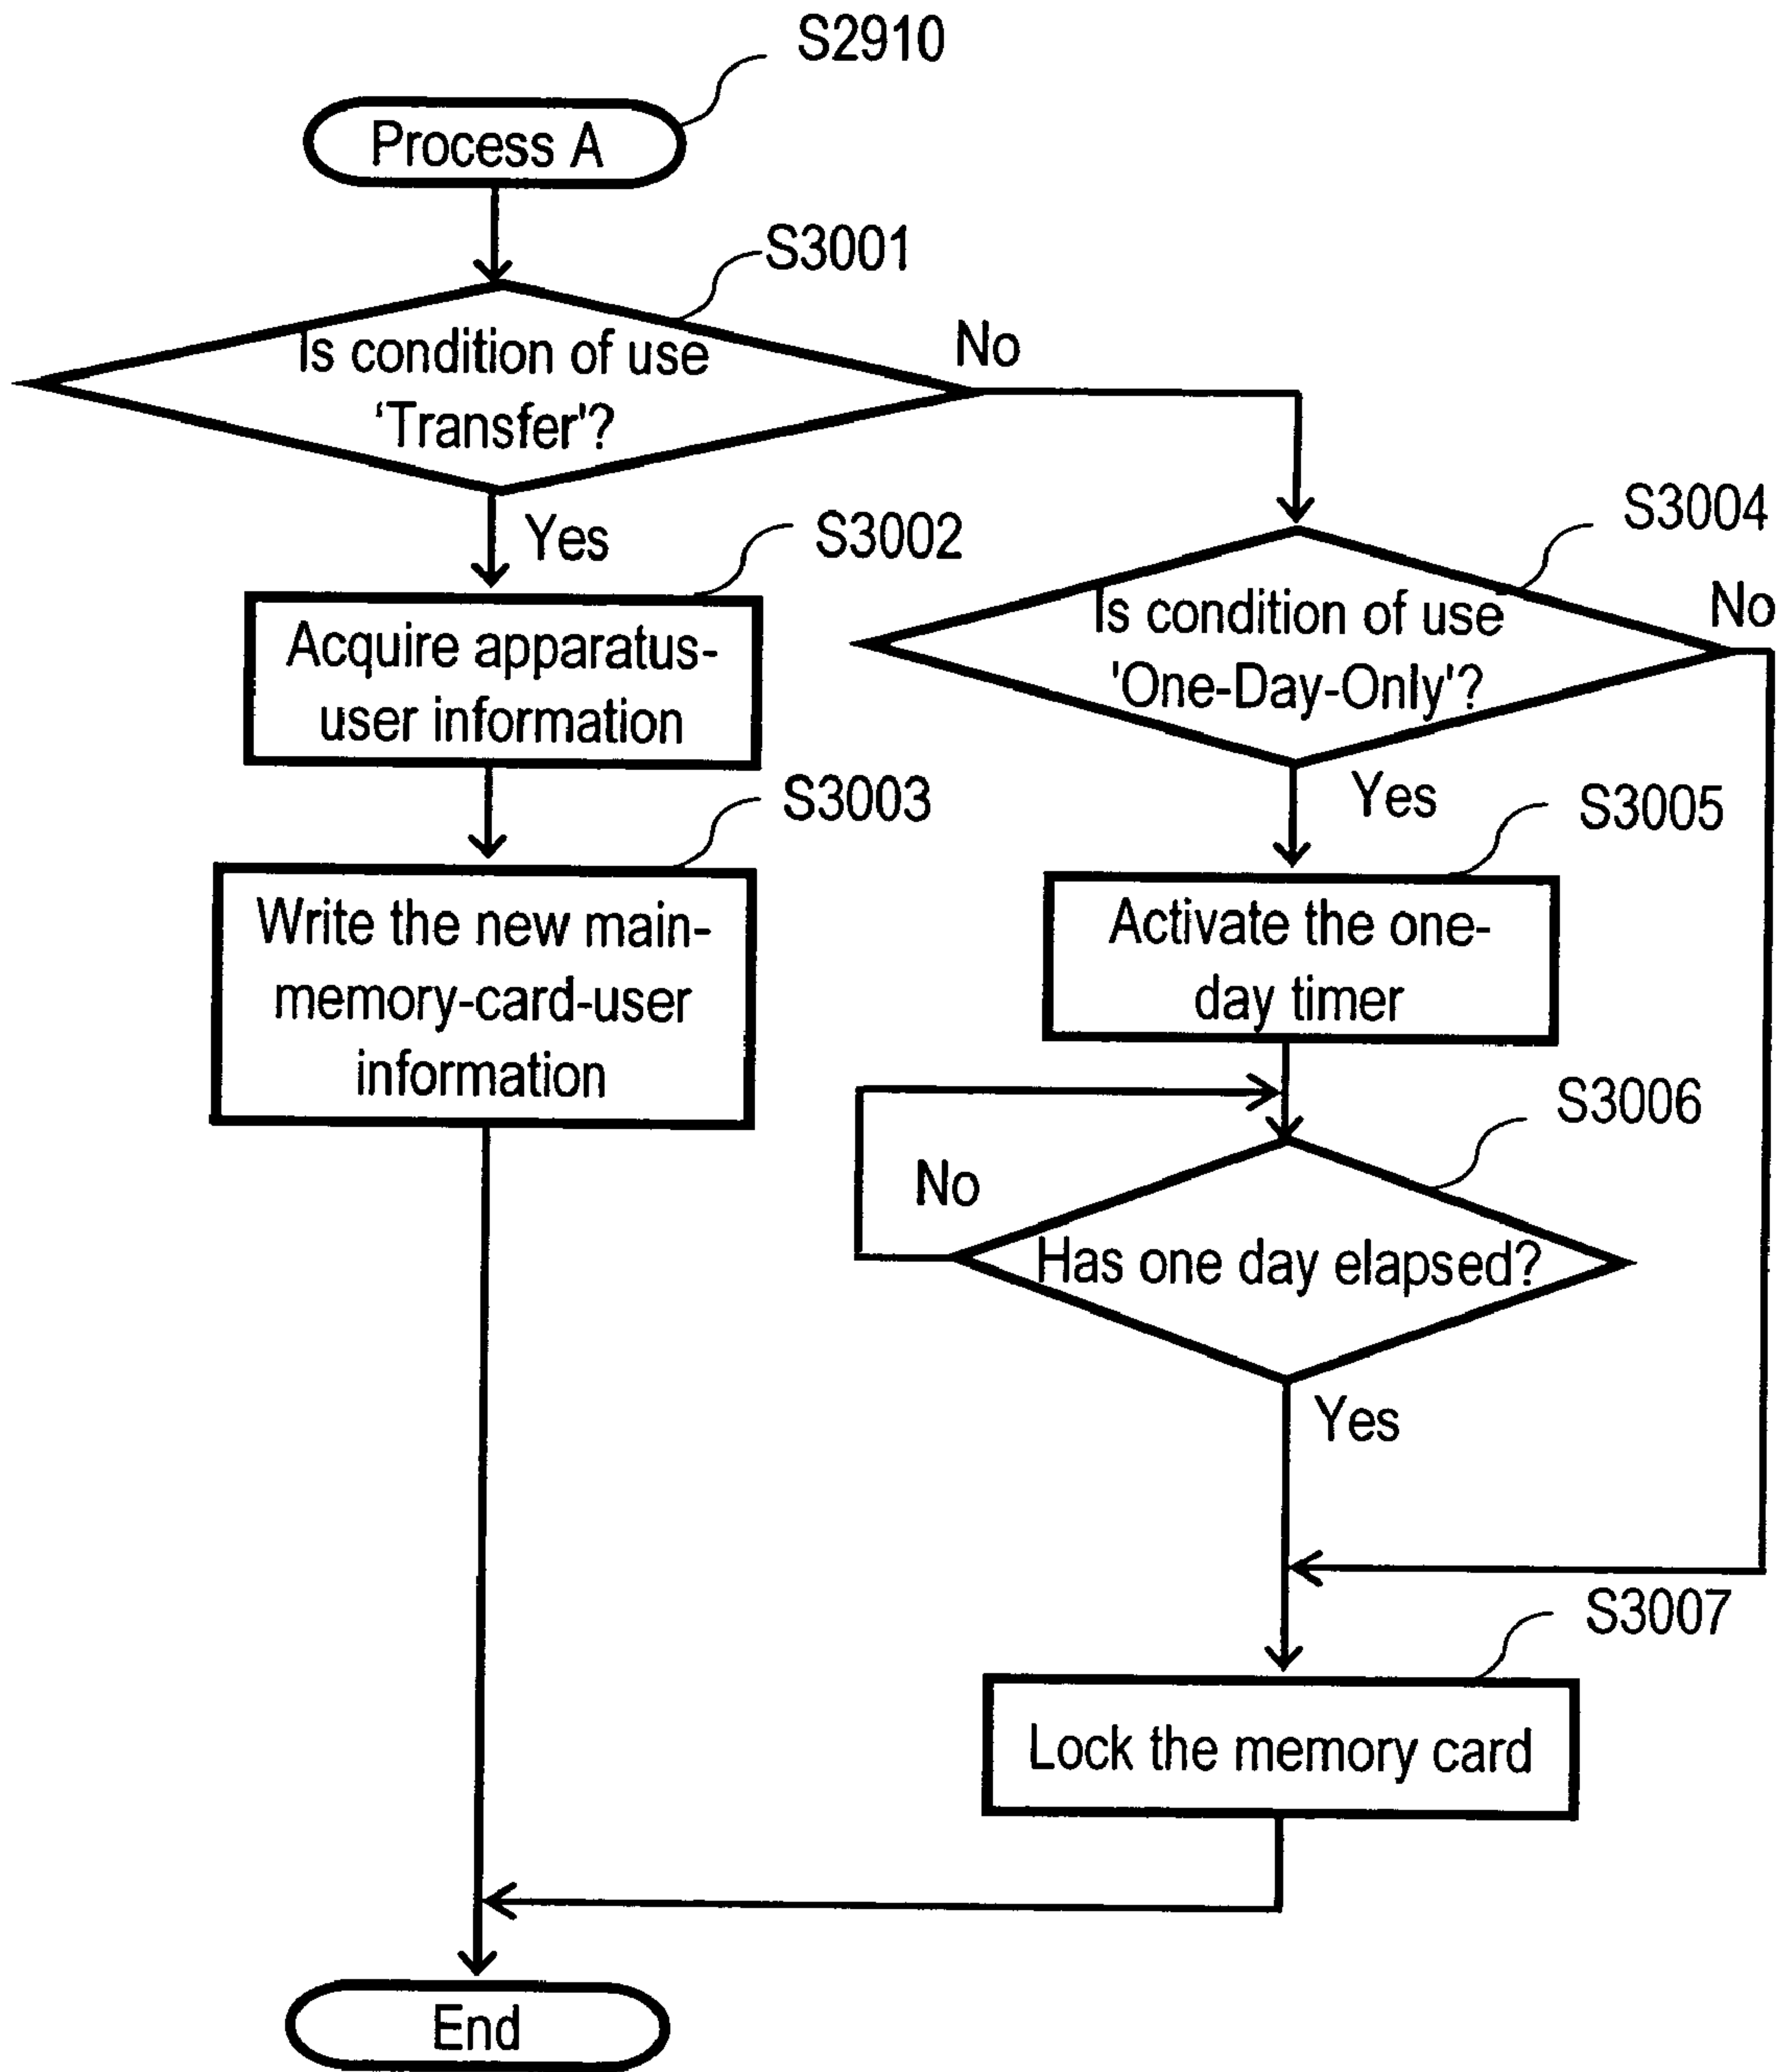 S2910
Process A
S3001
Is condition of use
‘Transfer'?
No
Yes
S3002
Acquire apparatus-
user information
S3003
Write the new main-
memory-card-user
information
S3004
Is condition of use
'One-Day-Only'?
No
Yes
S3005
Activate the one-
day timer
S3006
No
Has one day elapsed?
Yes
S3007
Lock the memory card
End